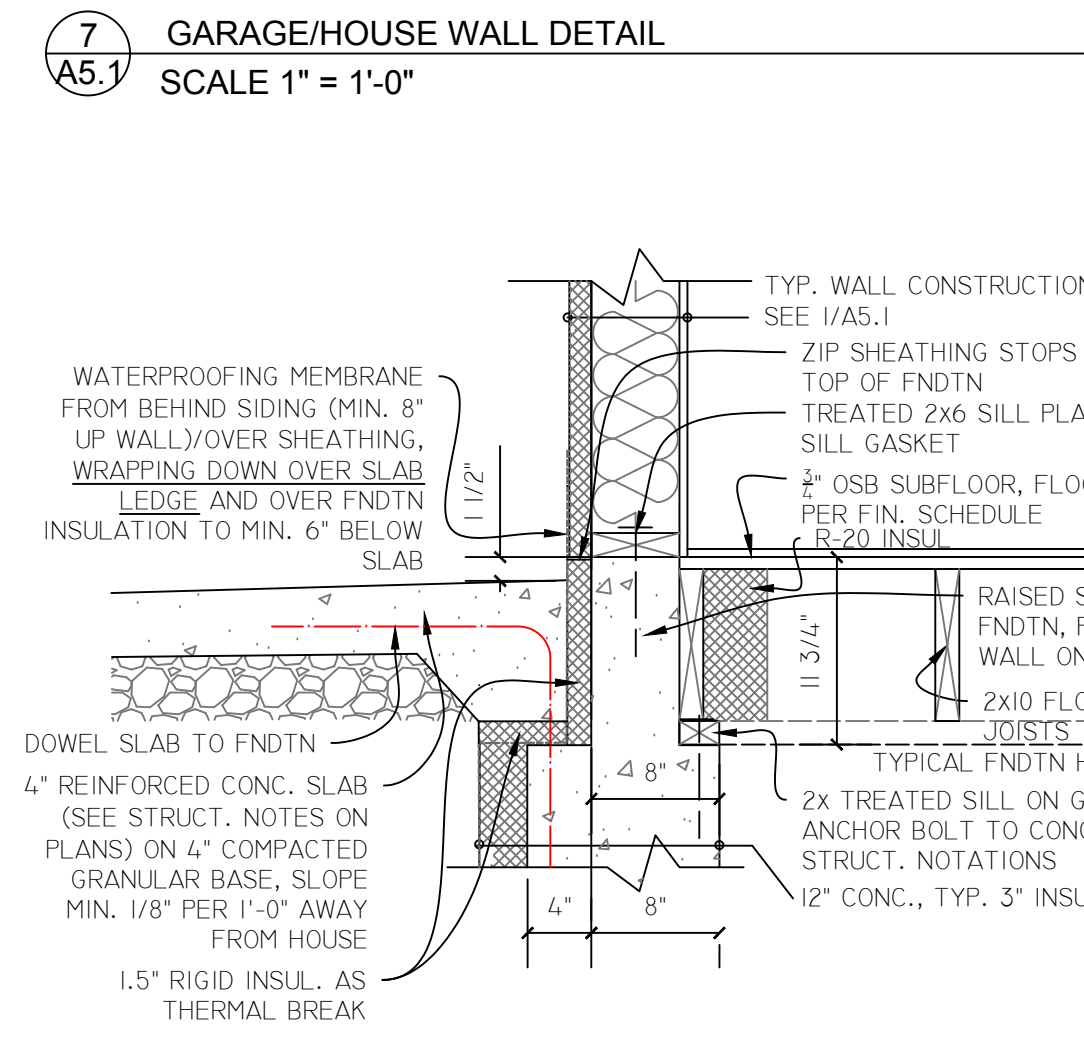 7
A5.1
GARAGE/HOUSE WALL DETAIL
SCALE 1" = 1'-0"
TYP. WALL CONSTRUCTION
SEE 1/A5.1
ZIP SHEATHING STOPS
TOP OF FNDTN
TREATED 2x6 SILL
SILL GASKET
3/4" OSB SUBFLOOR,
PER FIN. SCHEDULE
R-20 INSUL
RAISED
FNDTN,
WALL ON
2x10
JOISTS
TYPICAL FNDTN
2x TREATED SILL ON
ANCHOR BOLT TO
STRUCT. NOTATIONS
12" CONC., TYP. 3"
WATERPROOFING MEMBRANE
FROM BEHIND SIDING (MIN. 8"
UP WALL)/OVER SHEATHING,
WRAPPING DOWN OVER SLAB
LEDGE AND OVER FNDTN
INSULATION TO MIN. 6" BELOW
SLAB
1 1/2"
11 3/4"
DOWEL SLAB TO FNDTN
4" REINFORCED CONC. SLAB
(SEE STRUCT. NOTES ON
PLANS) ON 4" COMPACTED
GRANULAR BASE, SLOPE
MIN. 1/8" PER 1'-0" AWAY
FROM HOUSE
1.5" RIGID INSUL. AS
THERMAL BREAK
8"
4"
8"